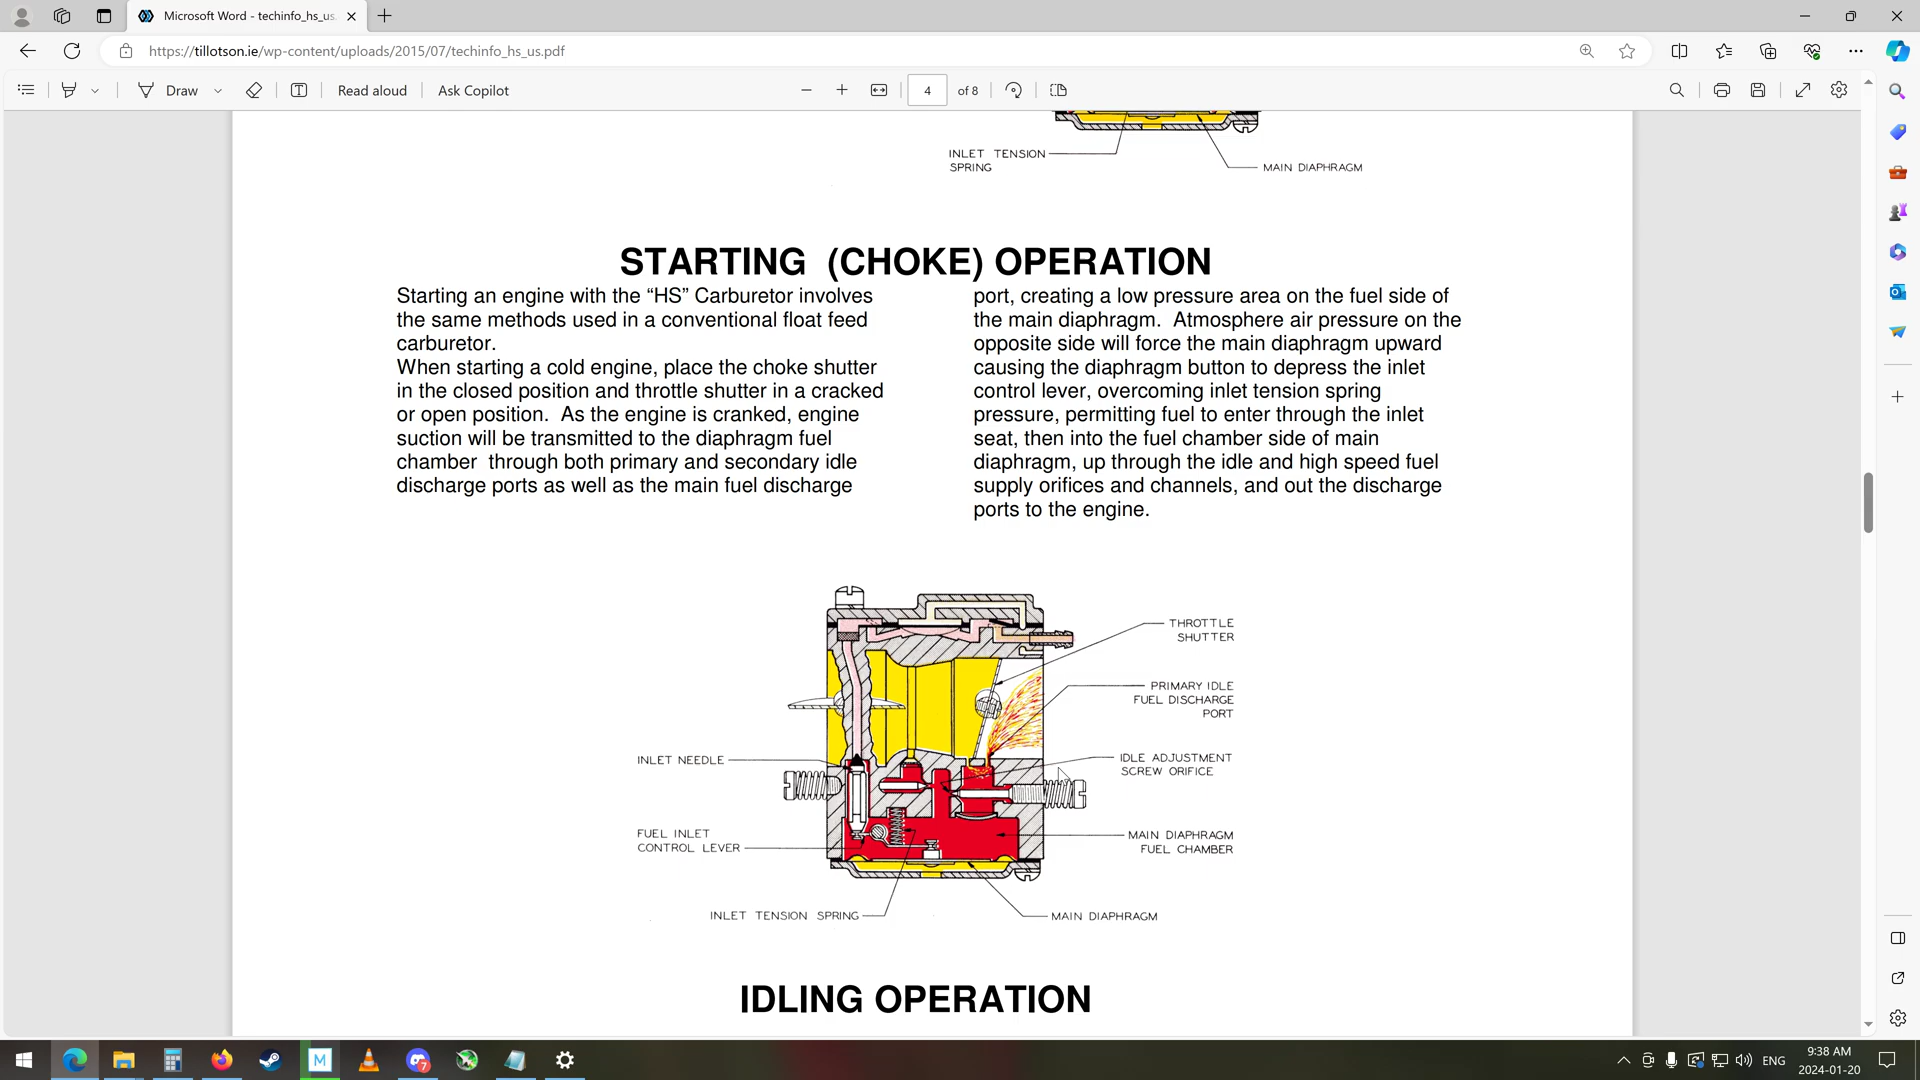 Microsoft Word - techinfo_hs_us.
https://tillotson.ie/wp-content/uploads/2015/07/techinfo_hs_us.pdf
Draw
Read aloud
Ask Copilot
4
of 8
INLET TENSION
SPRING
MAIN DIAPHRAGM
STARTING (CHOKE) OPERATION
Starting an engine with the “HS” Carburetor involves
the same methods used in a conventional float feed
carburetor.
When starting a cold engine, place the choke shutter
in the closed position and throttle shutter in a cracked
or open position. As the engine is cranked, engine
suction will be transmitted to the diaphragm fuel
chamber through both primary and secondary idle
discharge ports as well as the main fuel discharge
port, creating a low pressure area on the fuel side of
the main diaphragm. Atmosphere air pressure on the
opposite side will force the main diaphragm upward
causing the diaphragm button to depress the inlet
control lever, overcoming inlet tension spring
pressure, permitting fuel to enter through the inlet
seat, then into the fuel chamber side of main
diaphragm, up through the idle and high speed fuel
supply orifices and channels, and out the discharge
ports to the engine.
THROTTLE
SHUTTER
PRIMARY IDLE
FUEL DISCHARGE
PORT
INLET NEEDLE
IDLE ADJUSTMENT
SCREW ORIFICE
FUEL INLET
CONTROL LEVER
MAIN DIAPHRAGM
FUEL CHAMBER
INLET TENSION SPRING
MAIN DIAPHRAGM
IDLING OPERATION
M
7
ENG
9:38 AM
2024-01-20